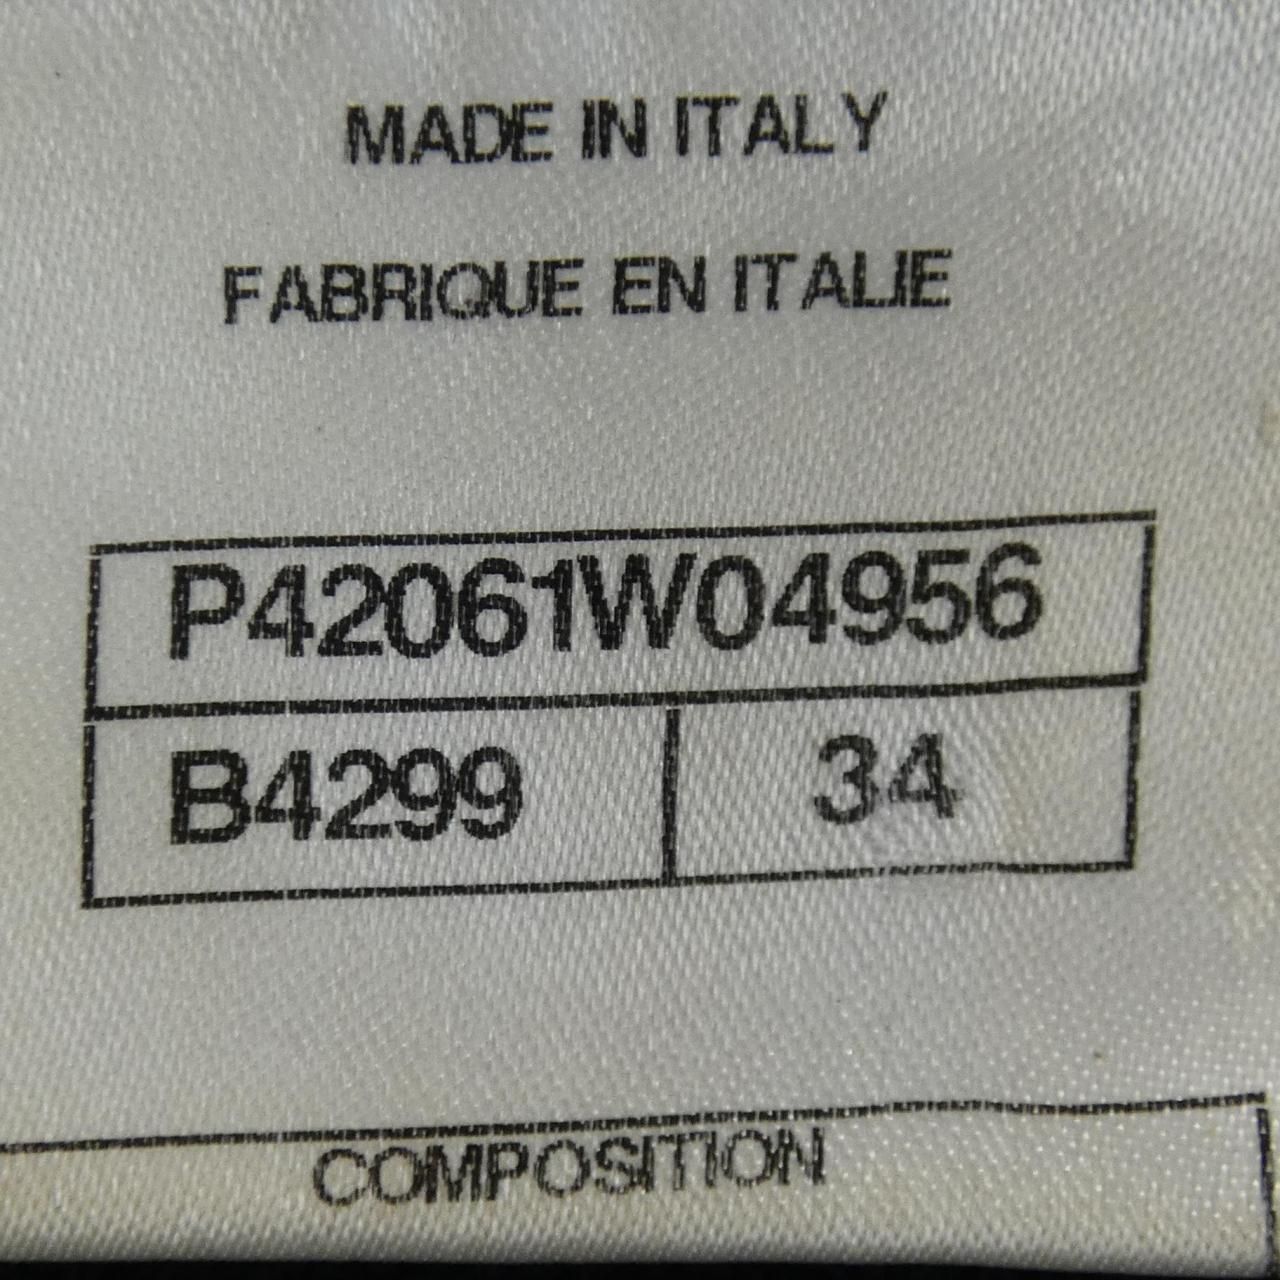 MADE IN ITALY
FABRIQUE EN ITALIE
P42061W04956
B4299 34
COMPOSITION